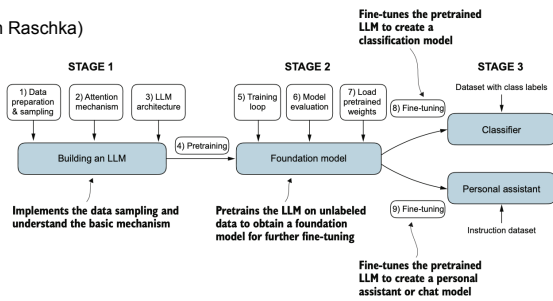 n Raschka)
Fine-tunes the pretrained
LLM to create a
classification model
STAGE 1
STAGE 2
STAGE 3
1) Data
preparation
& sampling
2) Attention
mechanism
3) LLM
architecture
5) Training
loop
6) Model
evaluation
7) Load
pretrained
weights
8) Fine-tuning
Dataset with class labels
4) Pretraining
Building an LLM
Foundation model
Classifier
Personal assistant
Implements the data sampling and
understand the basic mechanism
Pretrains the LLM on unlabeled
data to obtain a foundation
model for further fine-tuning
9) Fine-tuning
Instruction dataset
Fine-tunes the pretrained
LLM to create a personal
assistant or chat model